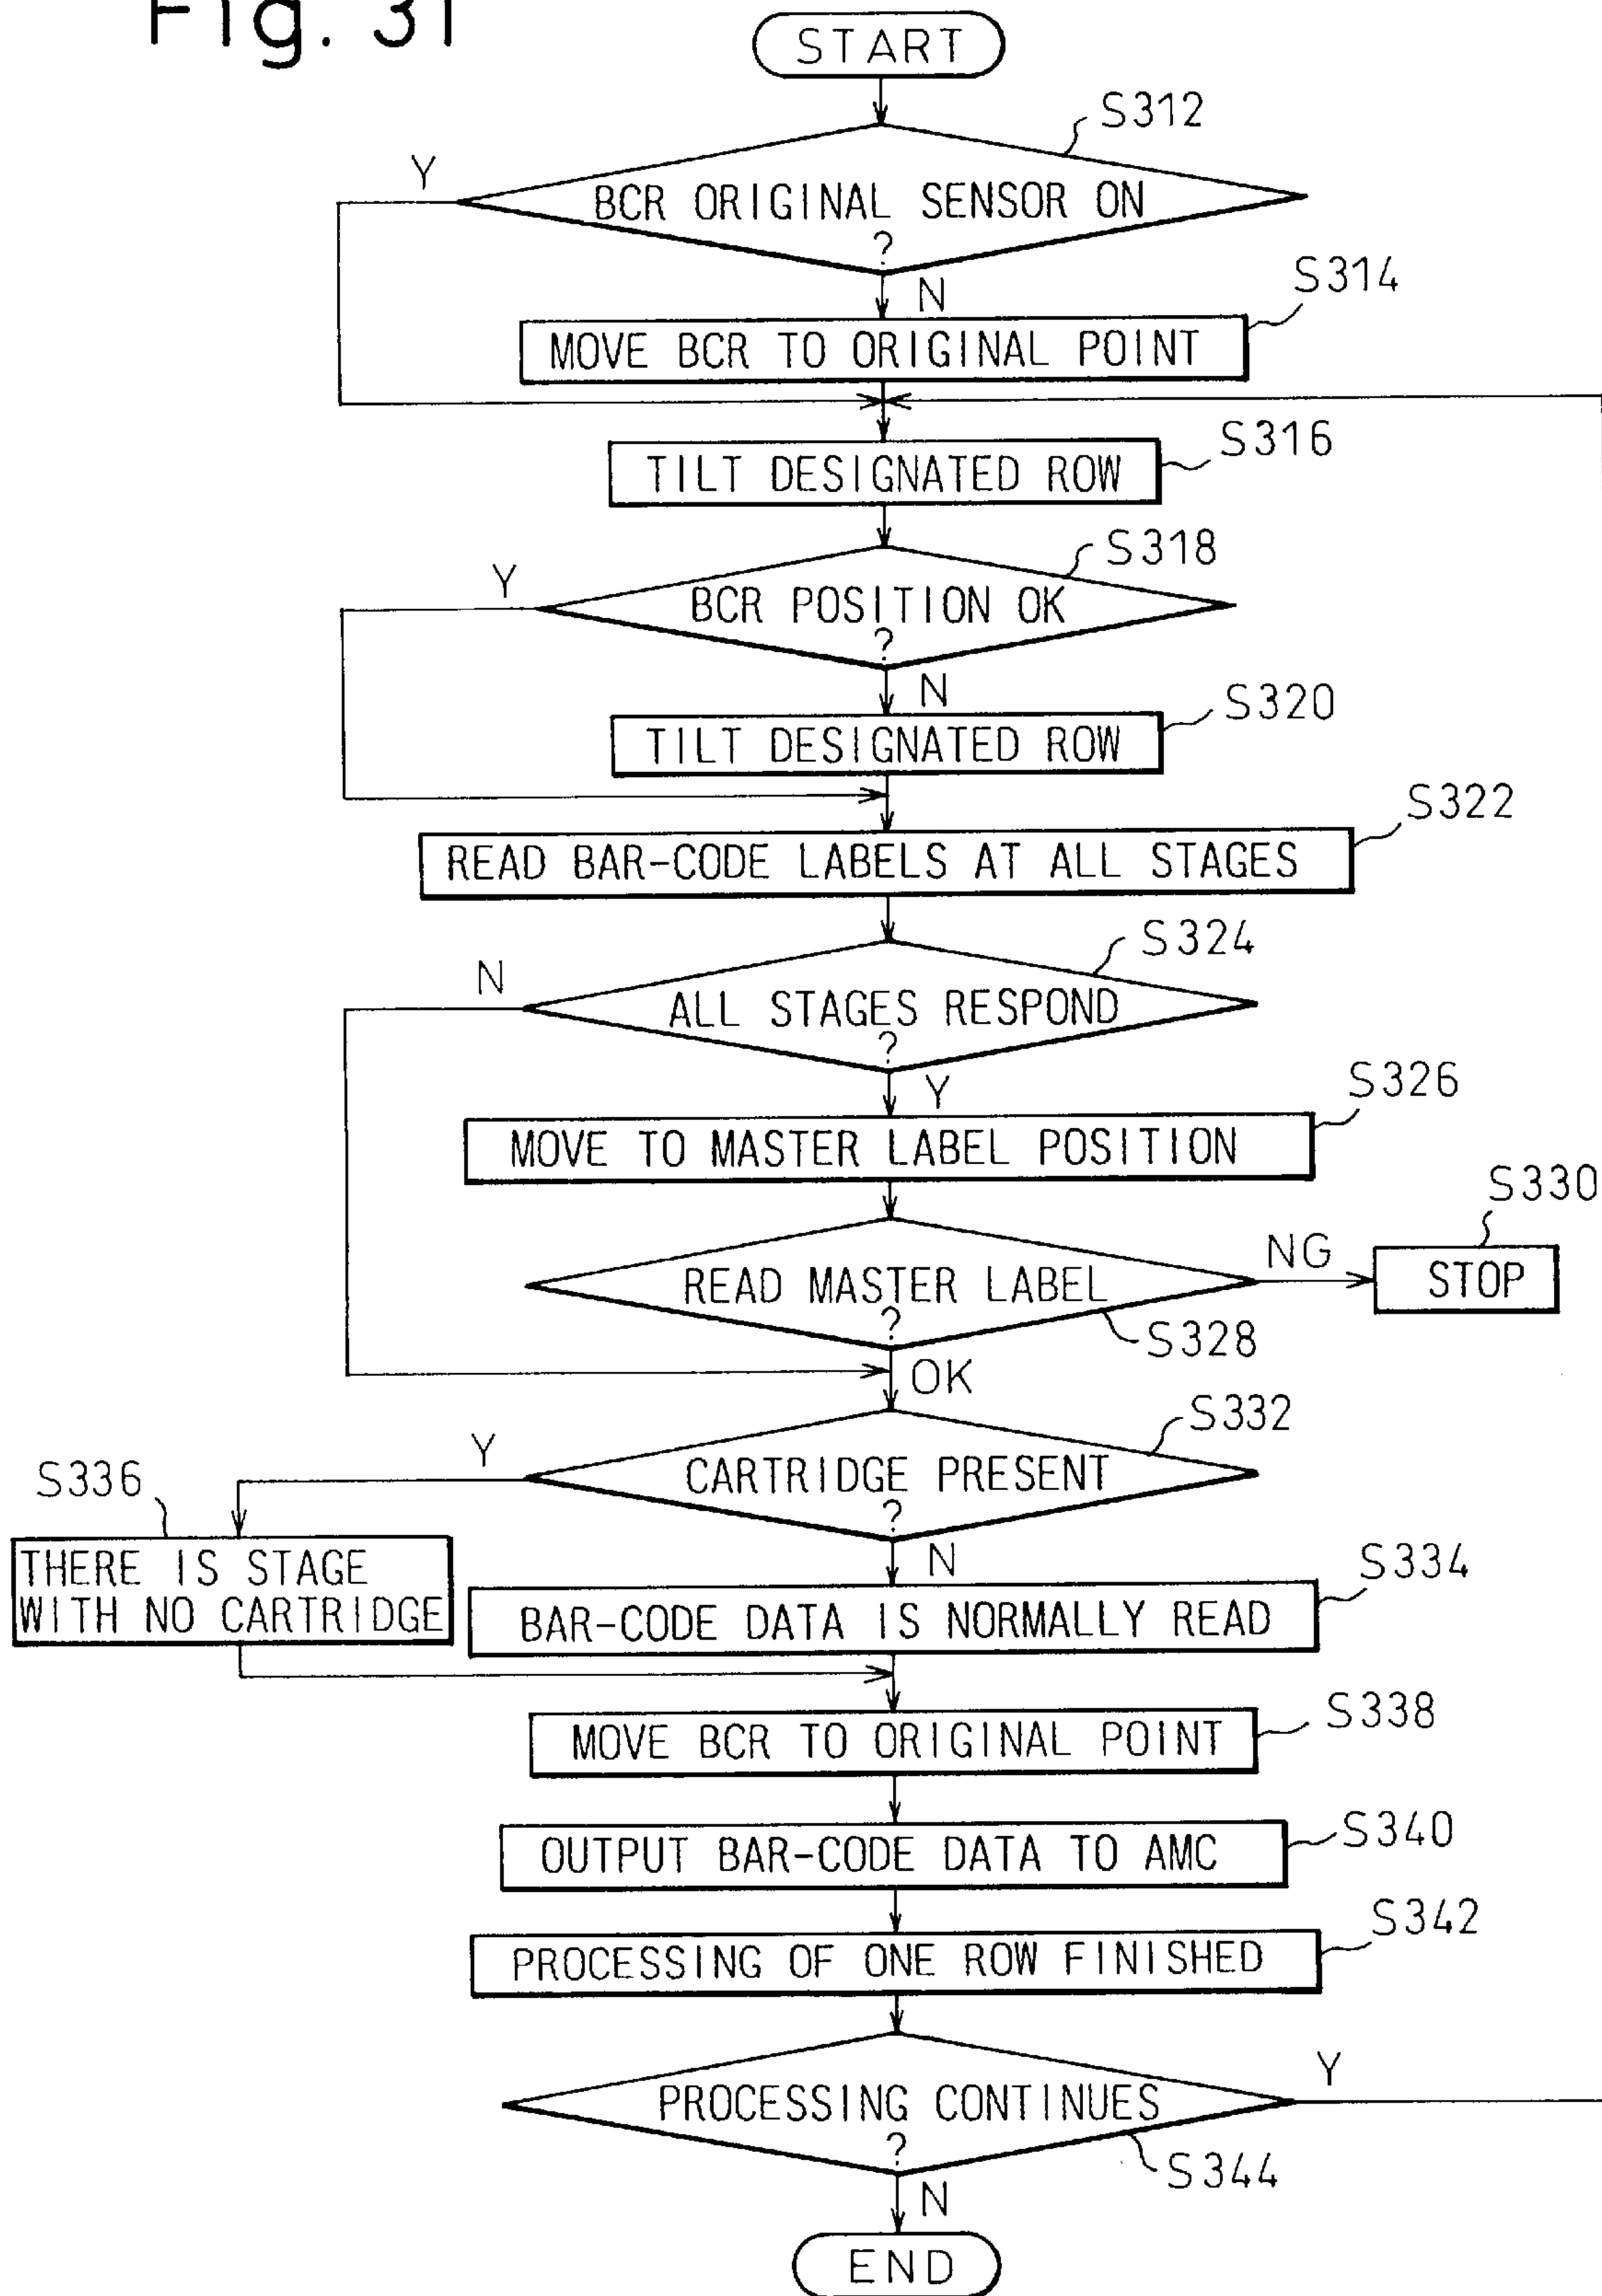 Fig. 31
START
S312
Y
BCR ORIGINAL SENSOR ON
?
N
S314
MOVE BCR TO ORIGINAL POINT
S316
TILT DESIGNATED ROW
S318
Y
BCR POSITION OK
?
N
S320
TILT DESIGNATED ROW
S322
READ BAR-CODE LABELS AT ALL STAGES
S324
N
ALL STAGES RESPOND
?
Y
S326
MOVE TO MASTER LABEL POSITION
S330
NG
STOP
READ MASTER LABEL
?
S328
OK
S332
Y
CARTRIDGE PRESENT
?
S336
N
THERE IS STAGE
WITH NO CARTRIDGE
S334
BAR-CODE DATA IS NORMALLY READ
S338
MOVE BCR TO ORIGINAL POINT
S340
OUTPUT BAR-CODE DATA TO AMC
S342
PROCESSING OF ONE ROW FINISHED
Y
PROCESSING CONTINUES
?
S344
N
END